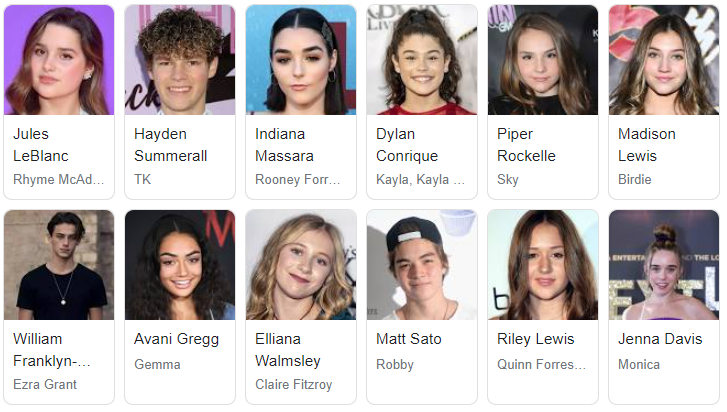 Jules
LeBlanc
Rhyme McAd...
Hayden
Summerall
TK
Indiana
Massara
Rooney Forr...
Dylan
Conrique
Kayla, Kayla ...
Piper
Rockelle
Sky
Madison
Lewis
Birdie
William
Franklyn-...
Ezra Grant
Avani Gregg
Gemma
Elliana
Walmsley
Claire Fitzroy
Matt Sato
Robby
Riley Lewis
Quinn Forres...
Jenna Davis
Monica